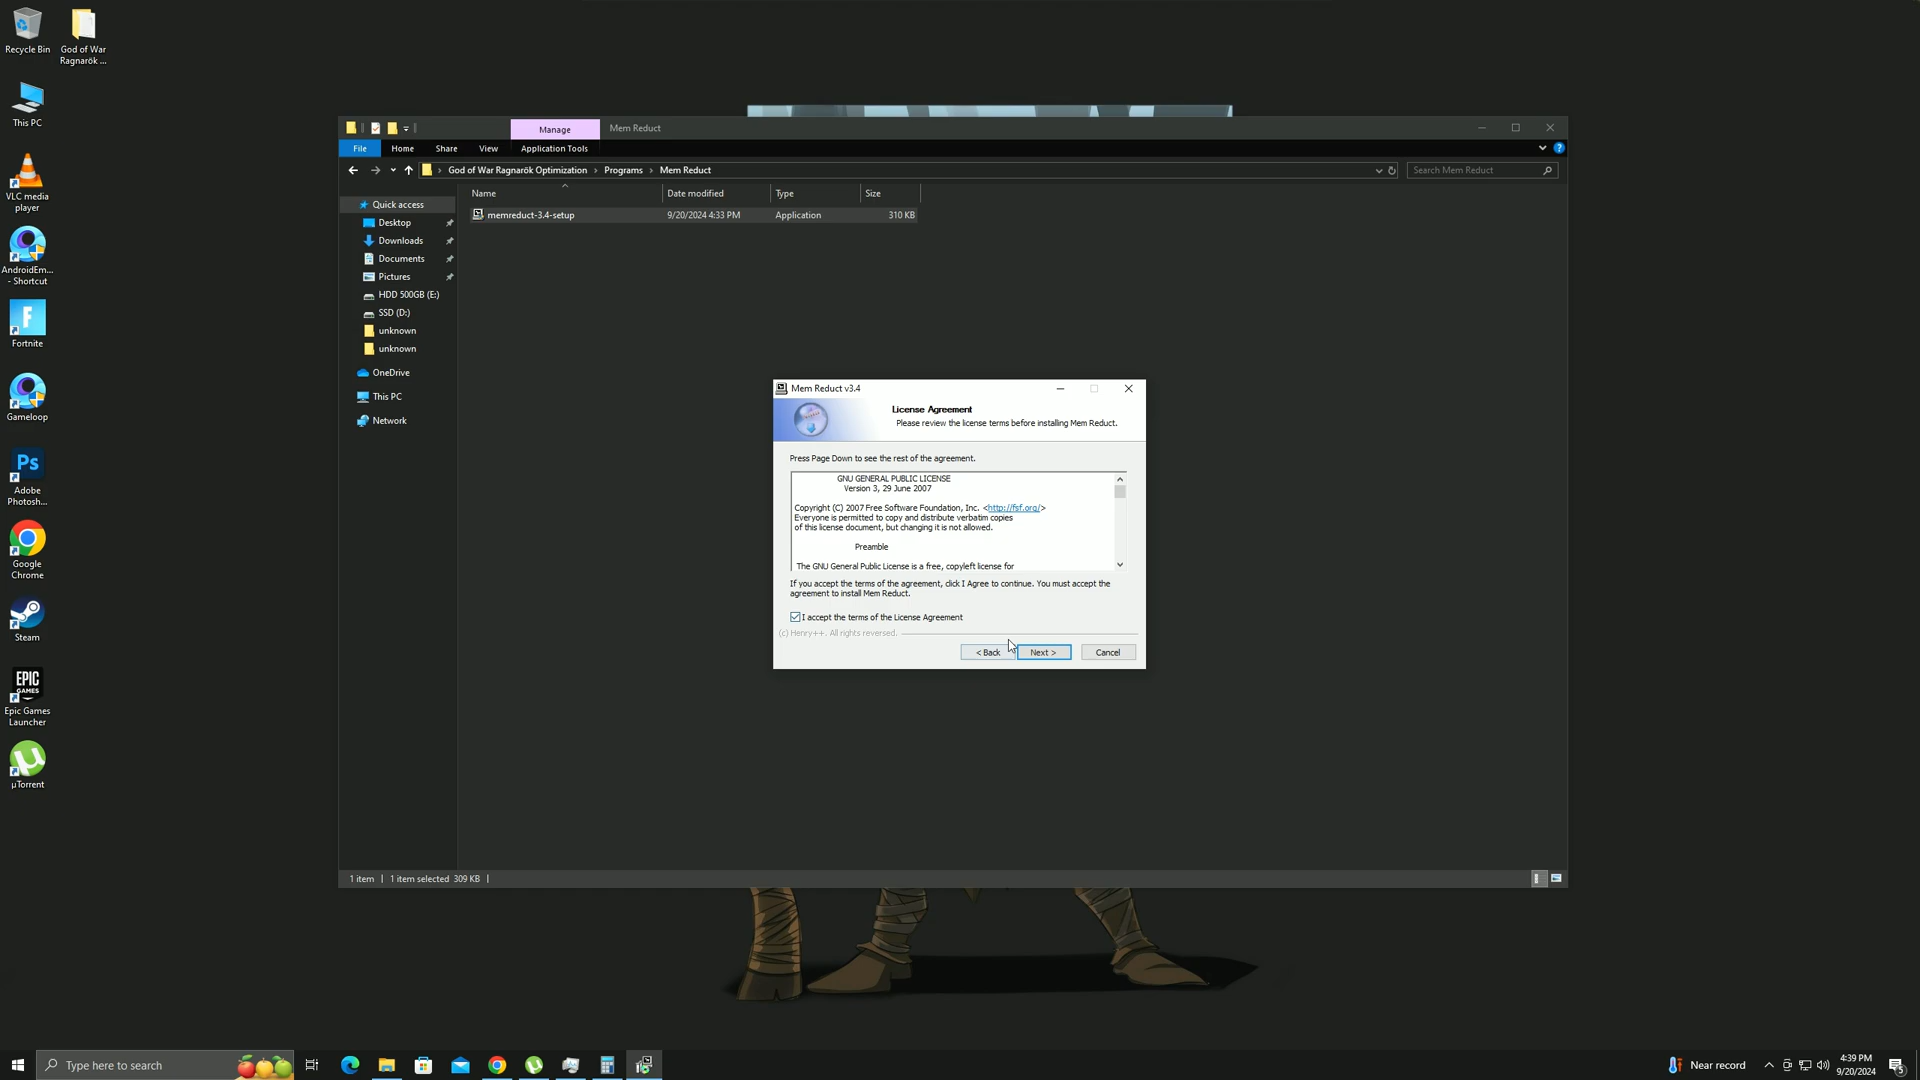 Recycle Bin
God of War
Ragnarök ...
This PC
VLC media
player
AndroidEm...
- Shortcut
Fortnite
Gameloop
Adobe
Photosh...
Google
Chrome
Steam
Epic Games
Launcher
µTorrent
Ps
EPIC
GAMES
Manage
Mem Reduct
File
Home
Share
View
Application Tools
God of War Ragnarök Optimization
Programs
Mem Reduct
Search Mem Reduct
Name
Date modified
Type
Size
memreduct-3.4-setup
9/20/2024 4:33 PM
Application
310 KB
Quick access
Desktop
Downloads
Documents
Pictures
HDD 500GB (E:)
SSD (D:)
unknown
unknown
OneDrive
This PC
Network
Mem Reduct v3.4
License Agreement
Please review the license terms before installing Mem Reduct.
Press Page Down to see the rest of the agreement.
GNU GENERAL PUBLIC LICENSE
Version 3, 29 June 2007
Copyright (C) 2007 Free Software Foundation, Inc. <http://fsf.org/>
Everyone is permitted to copy and distribute verbatim copies
of this license document, but changing it is not allowed.
Preamble
The GNU General Public License is a free, copyleft license for
If you accept the terms of the agreement, click I Agree to continue. You must accept the
agreement to install Mem Reduct.
I accept the terms of the License Agreement
(c) Henry++. All rights reversed.
< Back
Next >
Cancel
1 item
1 item selected 309 KB
Type here to search
Near record
4:39 PM
9/20/2024
5